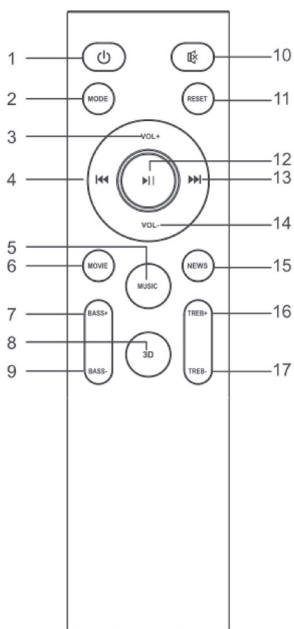 1 10
2 MODE RESET 11
3 VOL+
12
4 13
VOL- 14
5
6 MOVIE MUSIC NEWS 15
7 BASS+ TREB+ 16
8 3D
9 BASS- TREB- 17